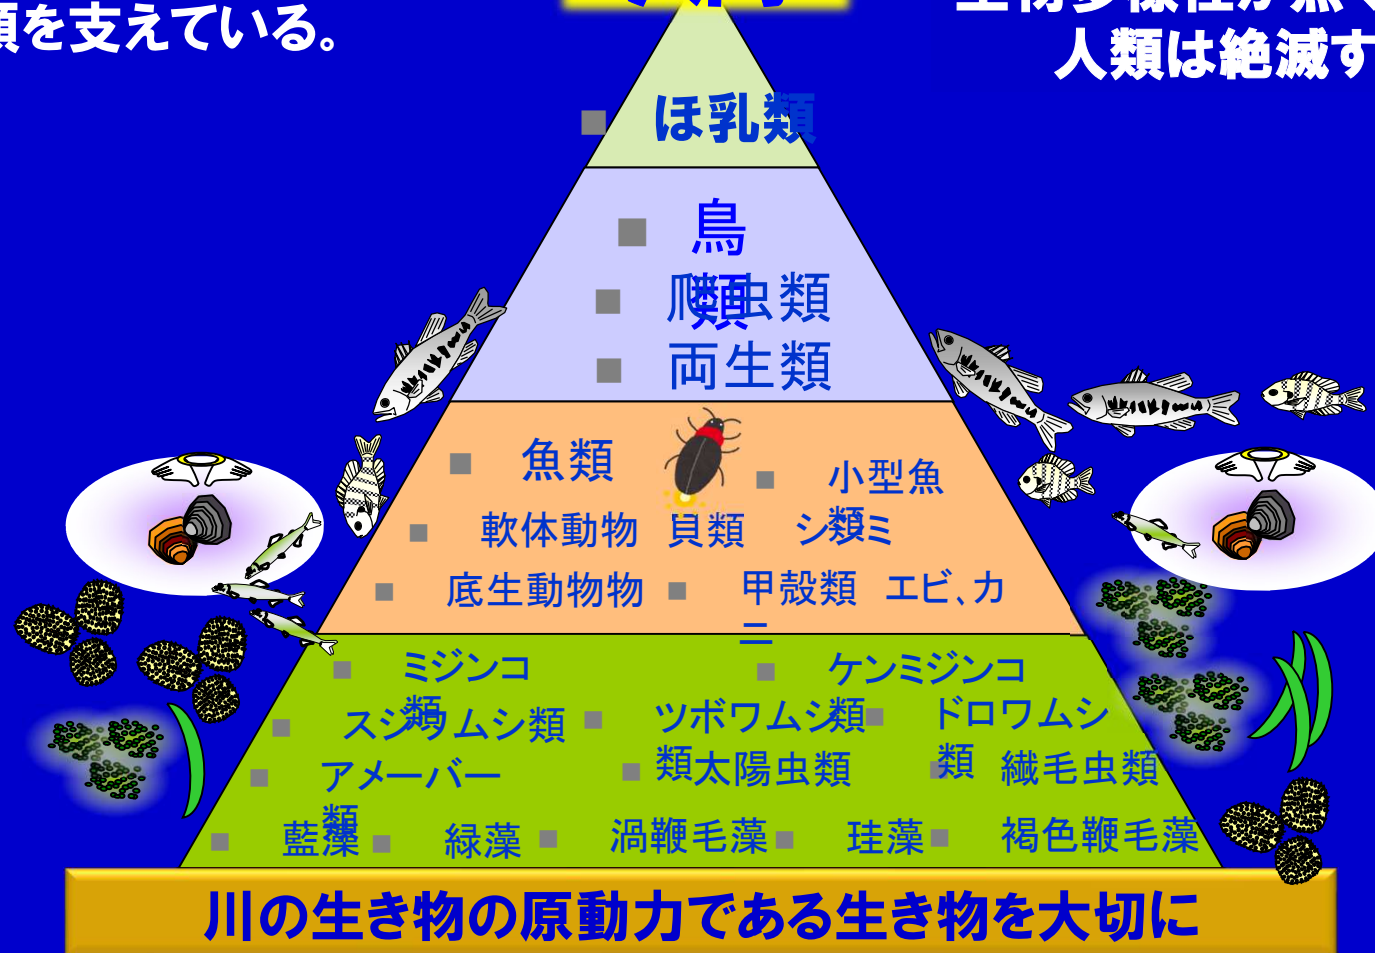 類を支えている。
人類は絶滅す
ほ乳類
鳥類
爬虫類
両生類
魚類
小型魚類
軟体動物 貝類 シジミ
底生動物物
甲殻類 エビ、カニ
ミジンコ類
ケンミジンコ
スジワムシ類
ツボワムシ類
ドロワムシ類
アメーバー類
太陽虫類
繊毛虫類
藍藻
緑藻
渦鞭毛藻
珪藻
褐色鞭毛藻
川の生き物の原動力である生き物を大切に